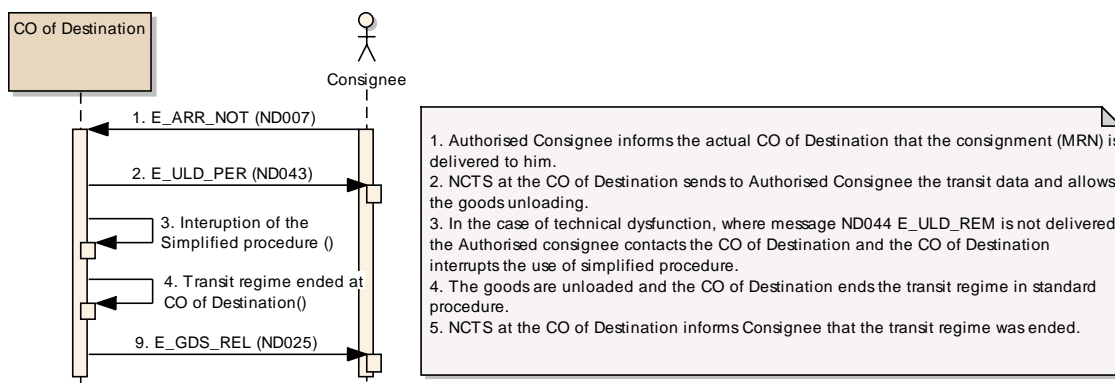 CO of Destination
Consignee
1. E_ARR_NOT (ND007)
2. E_ULD_PER (ND043)
3. Interuption of the
Simplified procedure ()
4. Transit regime ended at
CO of Destination()
9. E_GDS_REL (ND025)
1. Authorised Consignee informs the actual CO of Destination that the consignment (MRN) is
delivered to him.
2. NCTS at the CO of Destination sends to Authorised Consignee the transit data and allows
the goods unloading.
3. In the case of technical dysfunction, where message ND044 E_ULD_REM is not delivered
the Authorised consignee contacts the CO of Destination and the CO of Destination
interrupts the use of simplified procedure.
4. The goods are unloaded and the CO of Destination ends the transit regime in standard
procedure.
5. NCTS at the CO of Destination informs Consignee that the transit regime was ended.